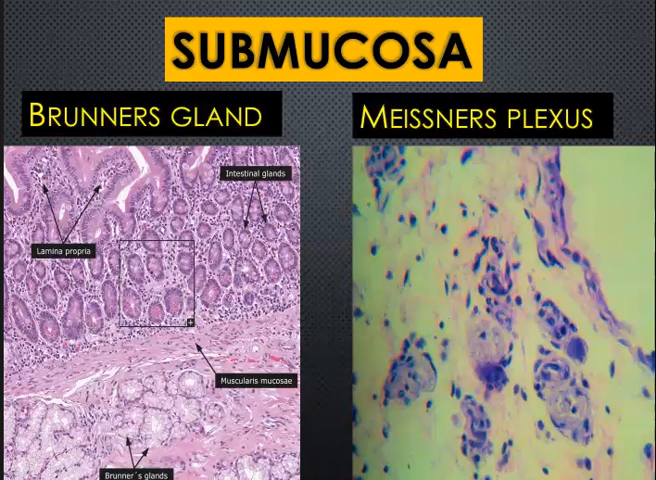 SUBMUCOSA
BRUNNERS GLAND
MEISSNERS PLEXUS
Intestinal glands
Lamina propria
Muscularis mucosae
Brunner´s glands